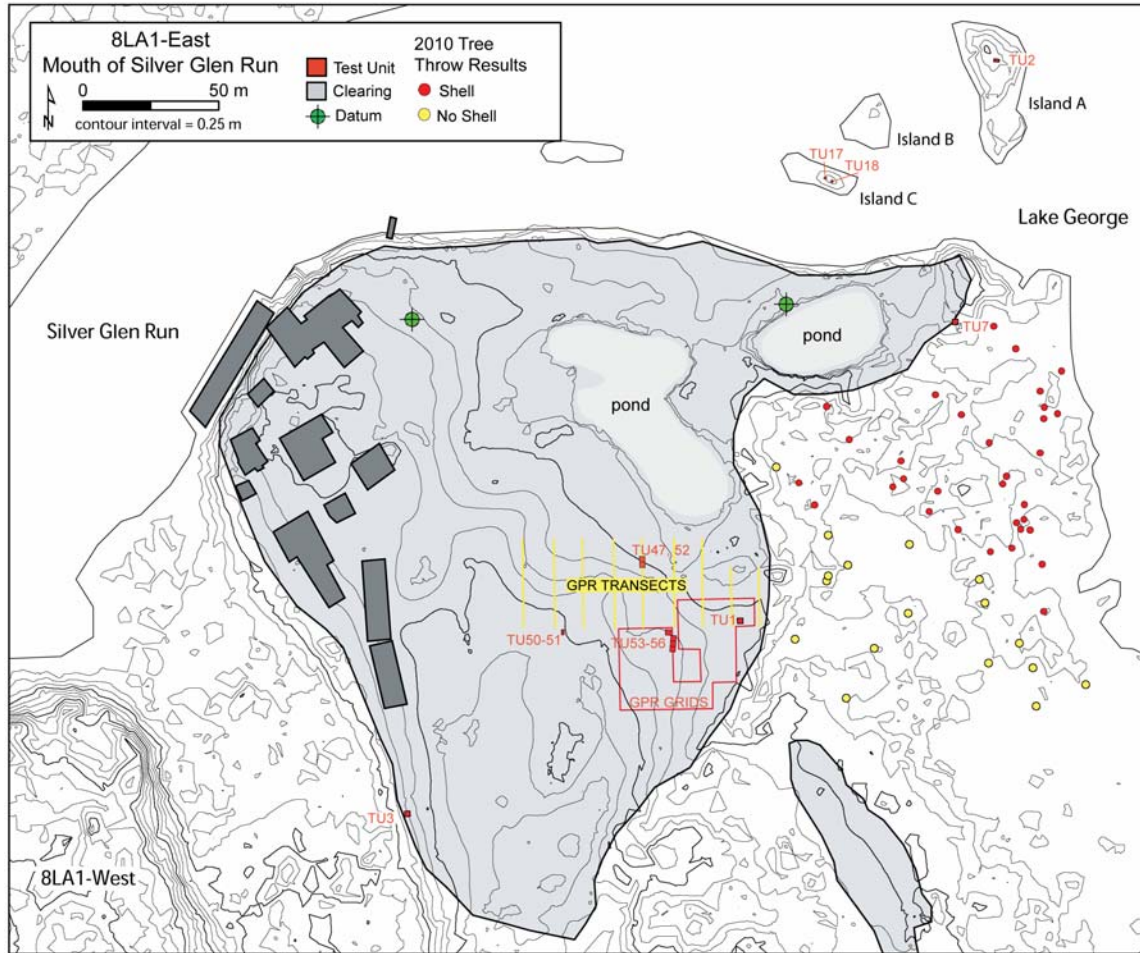 8LA1-East
Mouth of Silver Glen Run
N
0 50 m
contour interval = 0.25 m
Test Unit
Clearing
Datum
2010 Tree
Throw Results
Shell
No Shell
TU2
Island A
Island B
TU17
TU18
Island C
Lake George
Silver Glen Run
pond
TU7
pond
TU47, 52
GPR TRANSECTS
TU1
TU50-51
TU53-56
GPR GRIDS
TU3
8LA1-West